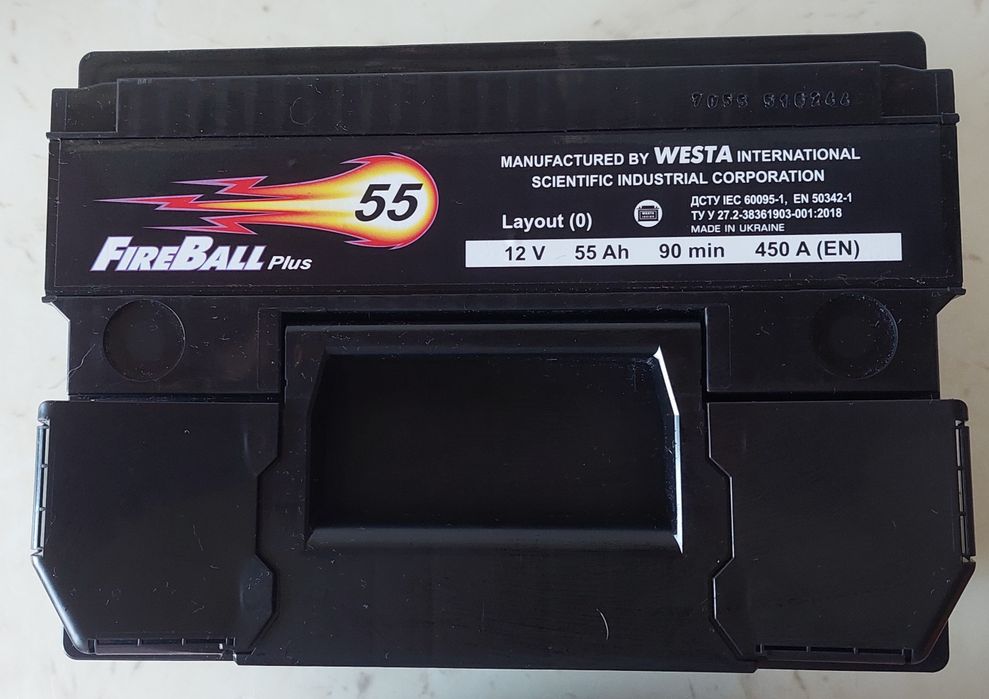 7055 516244
55
FIREBALL Plus
MANUFACTURED BY WESTA INTERNATIONAL
SCIENTIFIC INDUSTRIAL CORPORATION
Layout (0)
ДСТУ IEC 60095-1, EN 50342-1
ТУ У 27.2-38361903-001:2018
MADE IN UKRAINE
12 V 55 Ah 90 min 450 A (EN)